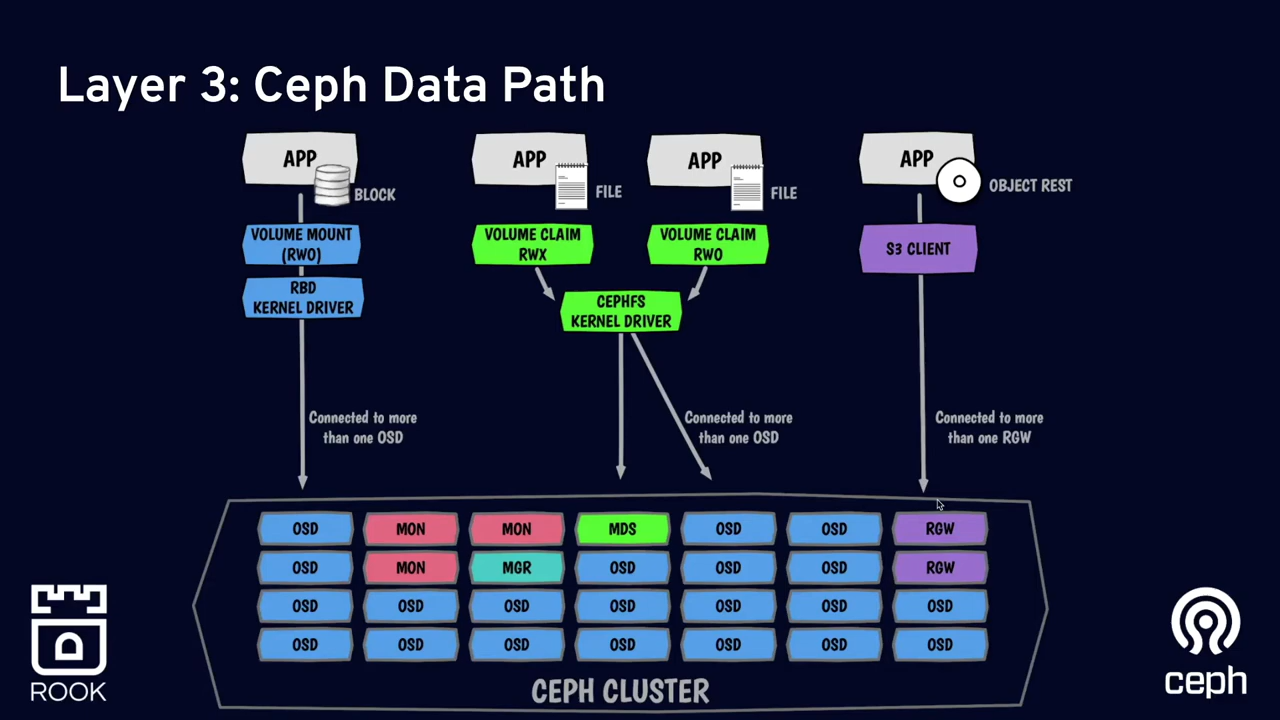 Layer 3: Ceph Data Path
APP
BLOCK
VOLUME MOUNT
(RWO)
RBD
KERNEL DRIVER
Connected to more
than one OSD
APP
FILE
VOLUME CLAIM
RWX
APP
FILE
VOLUME CLAIM
RWO
CEPHFS
KERNEL DRIVER
Connected to more
than one OSD
APP
OBJECT REST
S3 CLIENT
Connected to more
than one RGW
OSD MON MON MDS OSD OSD RGW
OSD MON MGR OSD OSD OSD RGW
OSD OSD OSD OSD OSD OSD OSD
OSD OSD OSD OSD OSD OSD OSD
CEPH CLUSTER
ROOK
ceph